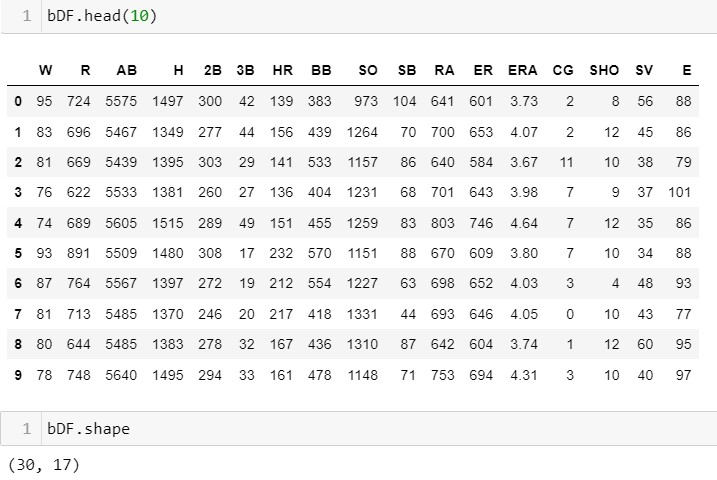 1 bDF.head(10)
W R AB H 2B 3B HR BB SO SB RA ER ERA CG SHO SV E
0 95 724 5575 1497 300 42 139 383 973 104 641 601 3.73 2 8 56 88
1 83 696 5467 1349 277 44 156 439 1264 70 700 653 4.07 2 12 45 86
2 81 669 5439 1395 303 29 141 533 1157 86 640 584 3.67 11 10 38 79
3 76 622 5533 1381 260 27 136 404 1231 68 701 643 3.98 7 9 37 101
4 74 689 5605 1515 289 49 151 455 1259 83 803 746 4.64 7 12 35 86
5 93 891 5509 1480 308 17 232 570 1151 88 670 609 3.80 7 10 34 88
6 87 764 5567 1397 272 19 212 554 1227 63 698 652 4.03 3 4 48 93
7 81 713 5485 1370 246 20 217 418 1331 44 693 646 4.05 0 10 43 77
8 80 644 5485 1383 278 32 167 436 1310 87 642 604 3.74 1 12 60 95
9 78 748 5640 1495 294 33 161 478 1148 71 753 694 4.31 3 10 40 97
1 bDF.shape
(30, 17)